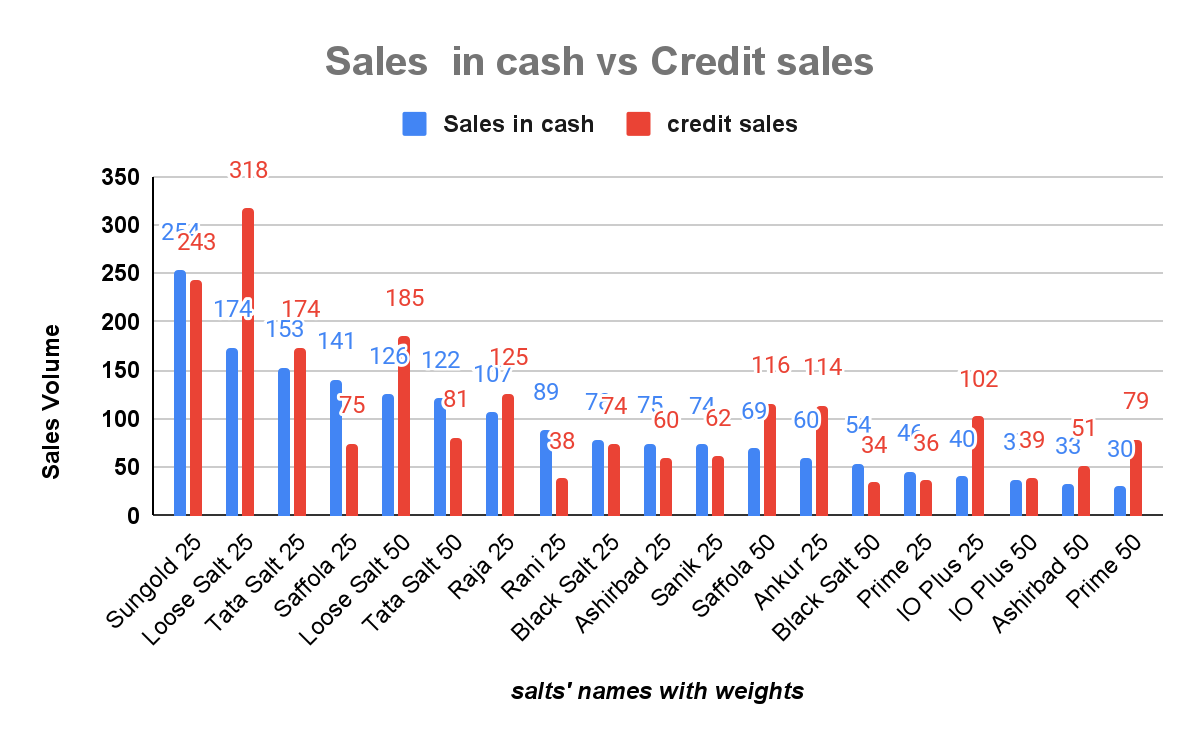 Sales in cash vs Credit sales
Sales in cash credit sales
Sales Volume
350
300
250
200
150
100
50
0
254 243
174 318
153 174
141 75
126 185
122 81
107 125
89 38
74
75 60
74 62
69 116
60 114
54 34
46 36
40 102
39
33 51
30 79
Sungold 25
Loose Salt 25
Tata Salt 25
Saffola 25
Loose Salt 50
Tata Salt 50
Raja 25
Rani 25
Black Salt 25
Ashirbad 25
Sanik 25
Saffola 50
Ankur 25
Black Salt 50
Prime 25
IO Plus 25
IO Plus 50
Ashirbad 50
Prime 50
salts' names with weights